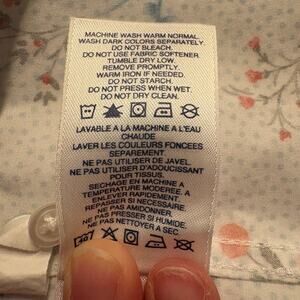 MACHINE WASH WARM NORMAL.
WASH DARK COLORS SEPARATELY.
DO NOT BLEACH.
DO NOT USE FABRIC SOFTENER.
TUMBLE DRY LOW.
REMOVE PROMPTLY.
WARM IRON IF NEEDED.
DO NOT STARCH.
DO NOT PRESS WHEN WET.
DO NOT DRY CLEAN.
LAVABLE A LA MACHINE A L'EAU
CHAUDE
LAVER LES COULEURS FONCEES
SEPAREMENT.
NE PAS UTILISER DE JAVEL.
NE PAS UTILISER D'ADOUCISSANT
POUR TISSUS.
SECHAGE EN MACHINE A
TEMPERATURE MODEREE A
ENLEVER RAPIDEMENT.
REPASSER SI NECESSAIRE
NE PAS AMIDONNER.
NE PAS PRESSER SI HUMIDE.
NE PAS NETTOYER A SEC.